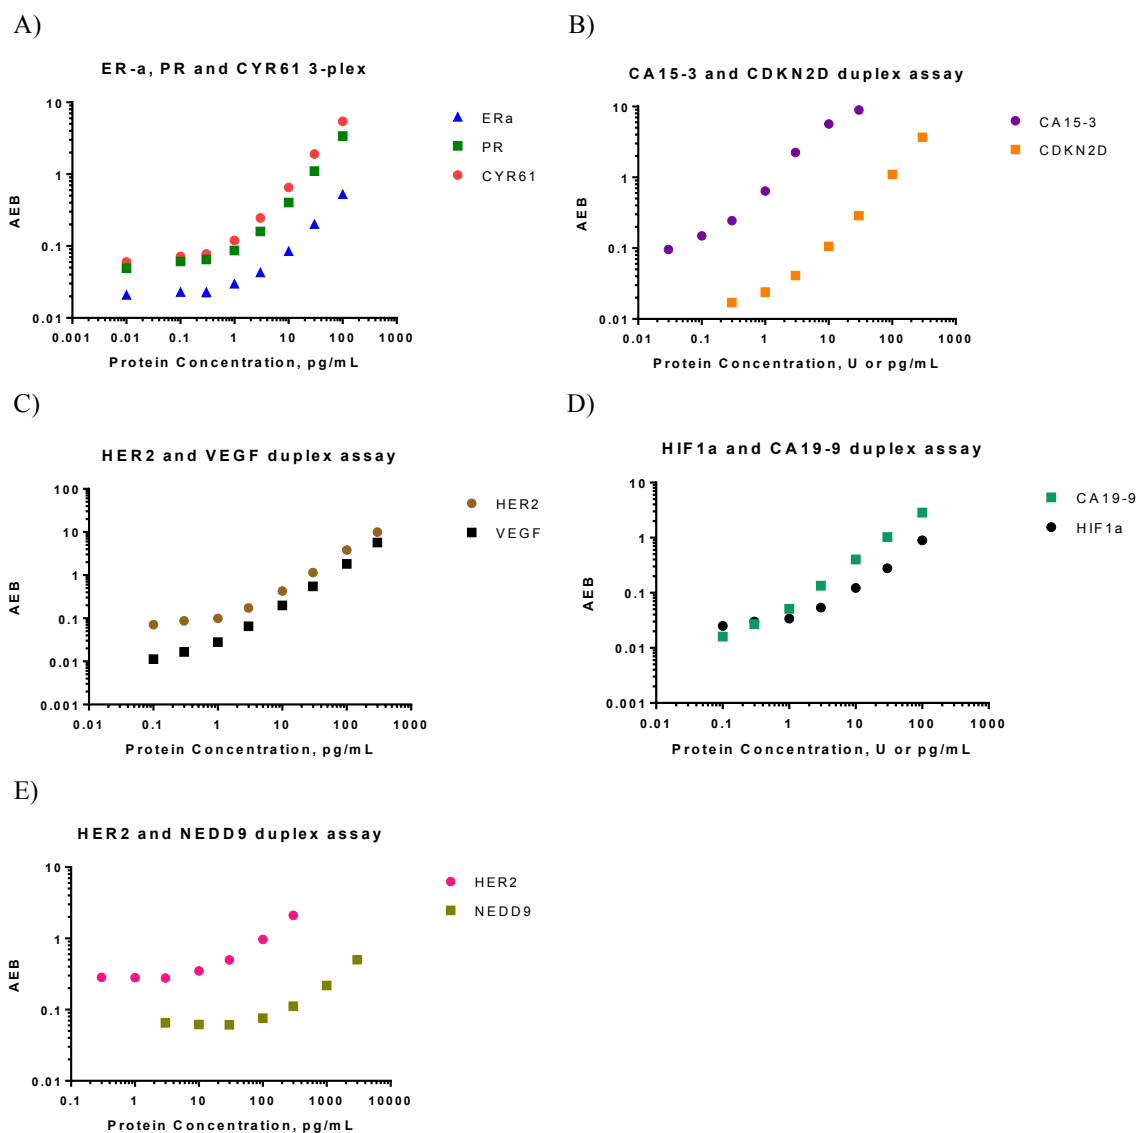 A)
ER-a, PR and CYR61 3-plex
10
1
0.1
0.01
AEB
0.001 0.01 0.1 1 10 100 1000
Protein Concentration, pg/mL
ERa
PR
CYR61
B)
CA15-3 and CDKN2D duplex assay
10
1
0.1
0.01
AEB
0.01 0.1 1 10 100 1000
Protein Concentration, U or pg/mL
CA15-3
CDKN2D
C)
HER2 and VEGF duplex assay
100
10
1
0.1
0.01
0.001
AEB
0.01 0.1 1 10 100 1000
Protein Concentration, pg/mL
HER2
VEGF
D)
HIF1a and CA19-9 duplex assay
10
1
0.1
0.01
0.001
AEB
0.01 0.1 1 10 100 1000
Protein Concentration, U or pg/mL
CA19-9
HIF1a
E)
HER2 and NEDD9 duplex assay
10
1
0.1
0.01
AEB
0.1 1 10 100 1000 10000
Protein Concentration, pg/mL
HER2
NEDD9